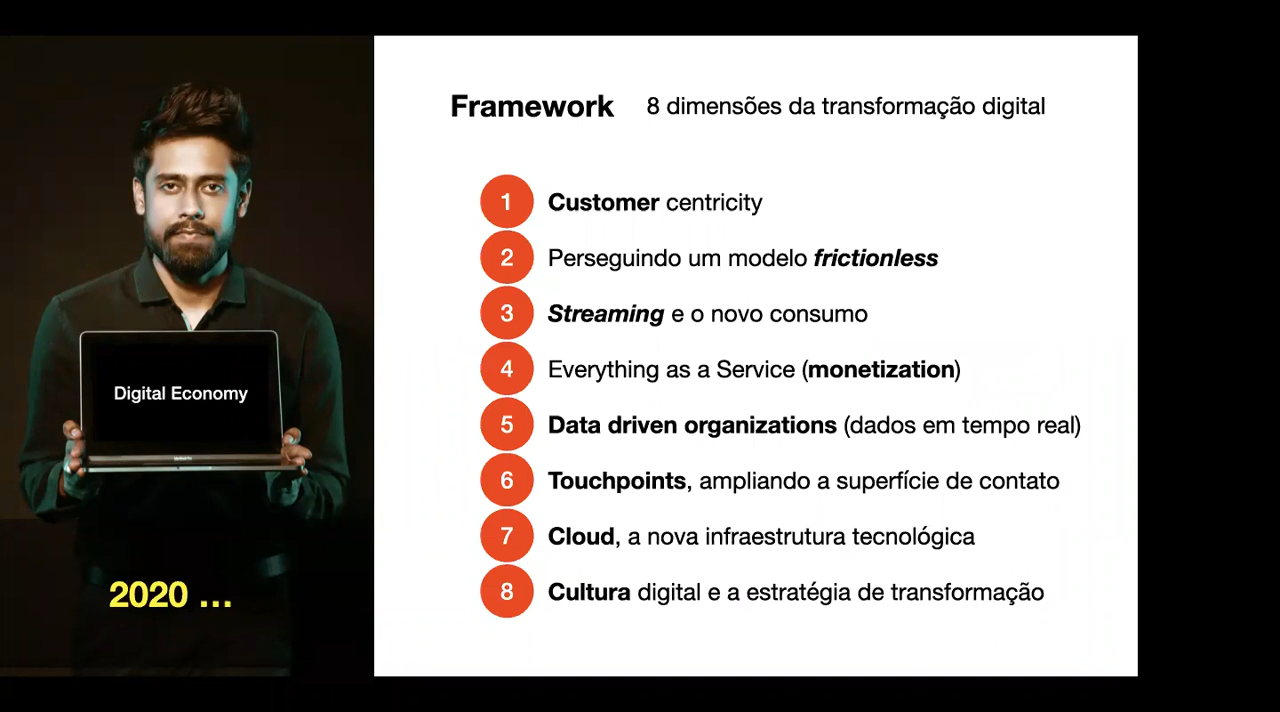 Framework 8 dimensões da transformação digital
1 Customer centricity
2 Perseguindo um modelo frictionless
3 Streaming e o novo consumo
4 Everything as a Service (monetization)
5 Data driven organizations (dados em tempo real)
6 Touchpoints, ampliando a superfície de contato
7 Cloud, a nova infraestrutura tecnológica
8 Cultura digital e a estratégia de transformação
Digital Economy
2020 ...